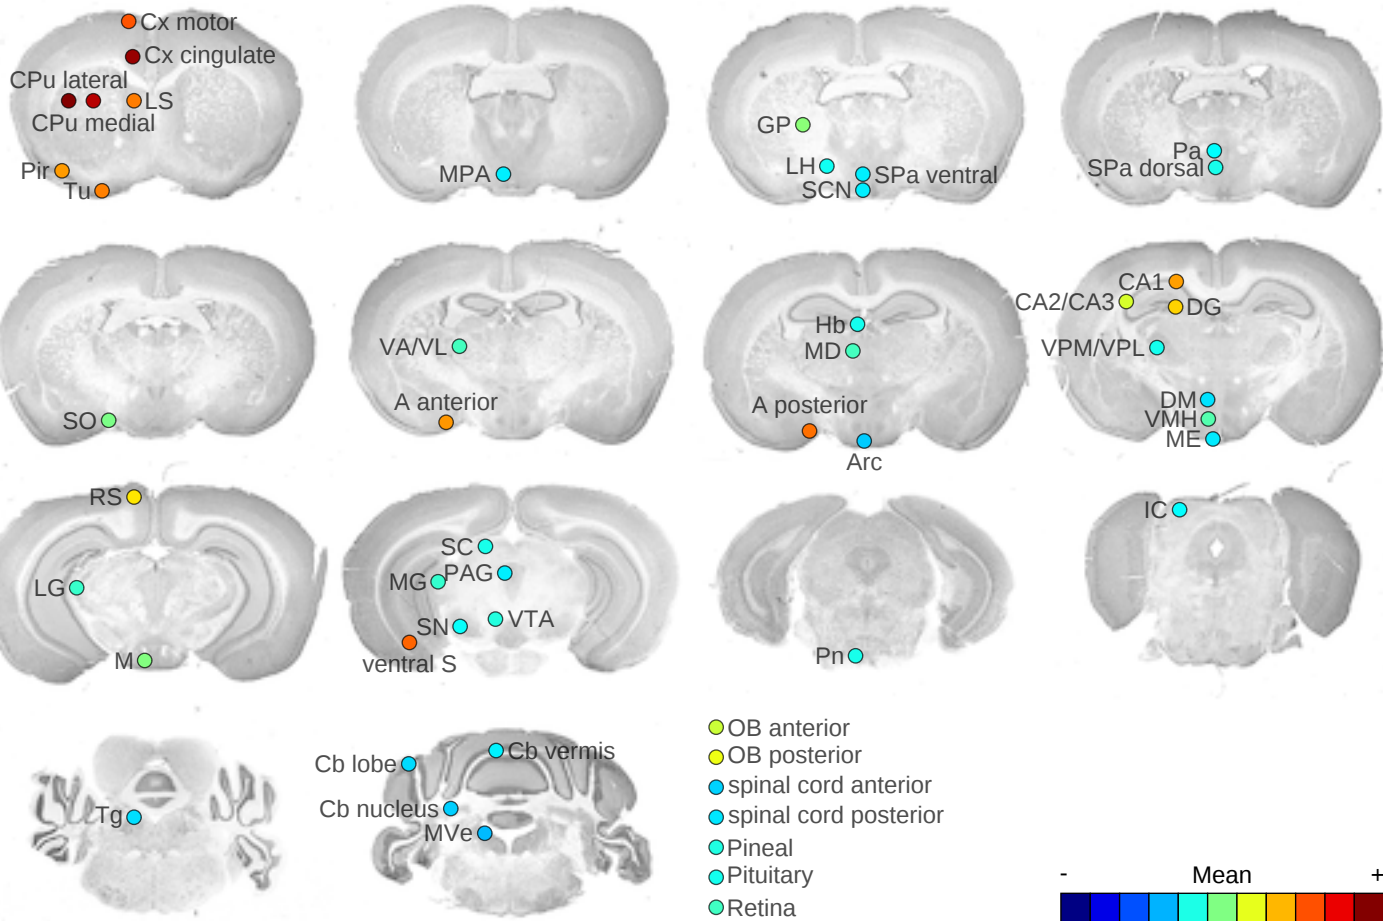 Cx motor
Cx cingulate
CPu lateral
LS
CPu medial
Pir
Tu
MPA
GP
LH
SPa ventral
SCN
Pa
SPa dorsal
SO
VA/VL
A anterior
Hb
MD
A posterior
Arc
CA1
CA2/CA3
DG
VPM/VPL
DM
VMH
ME
RS
LG
M
SC
PAG
MG
VTA
SN
ventral S
Pn
IC
Tg
Cb lobe
Cb vermis
Cb nucleus
MVe
OB anterior
OB posterior
spinal cord anterior
spinal cord posterior
Pineal
Pituitary
Retina
- Mean +